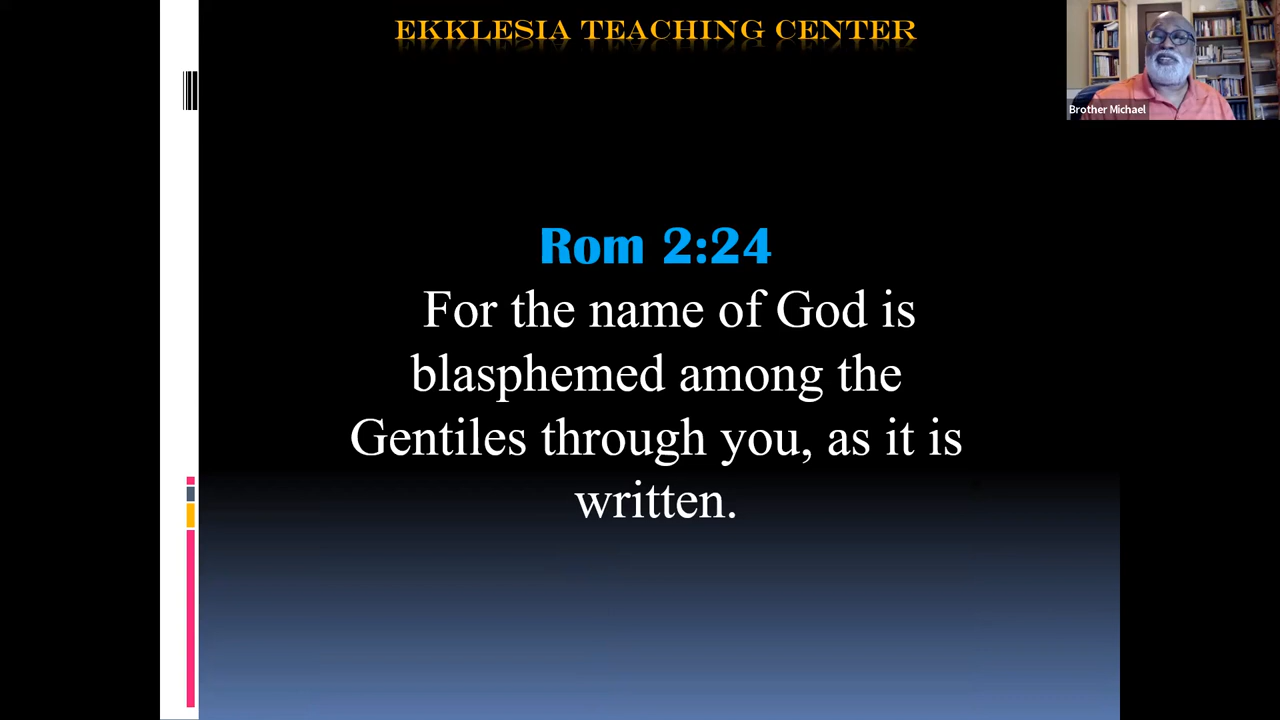 EKKLESIA TEACHING CENTER
Brother Michael
Rom 2:24
For the name of God is
blasphemed among the
Gentiles through you, as it is
written.